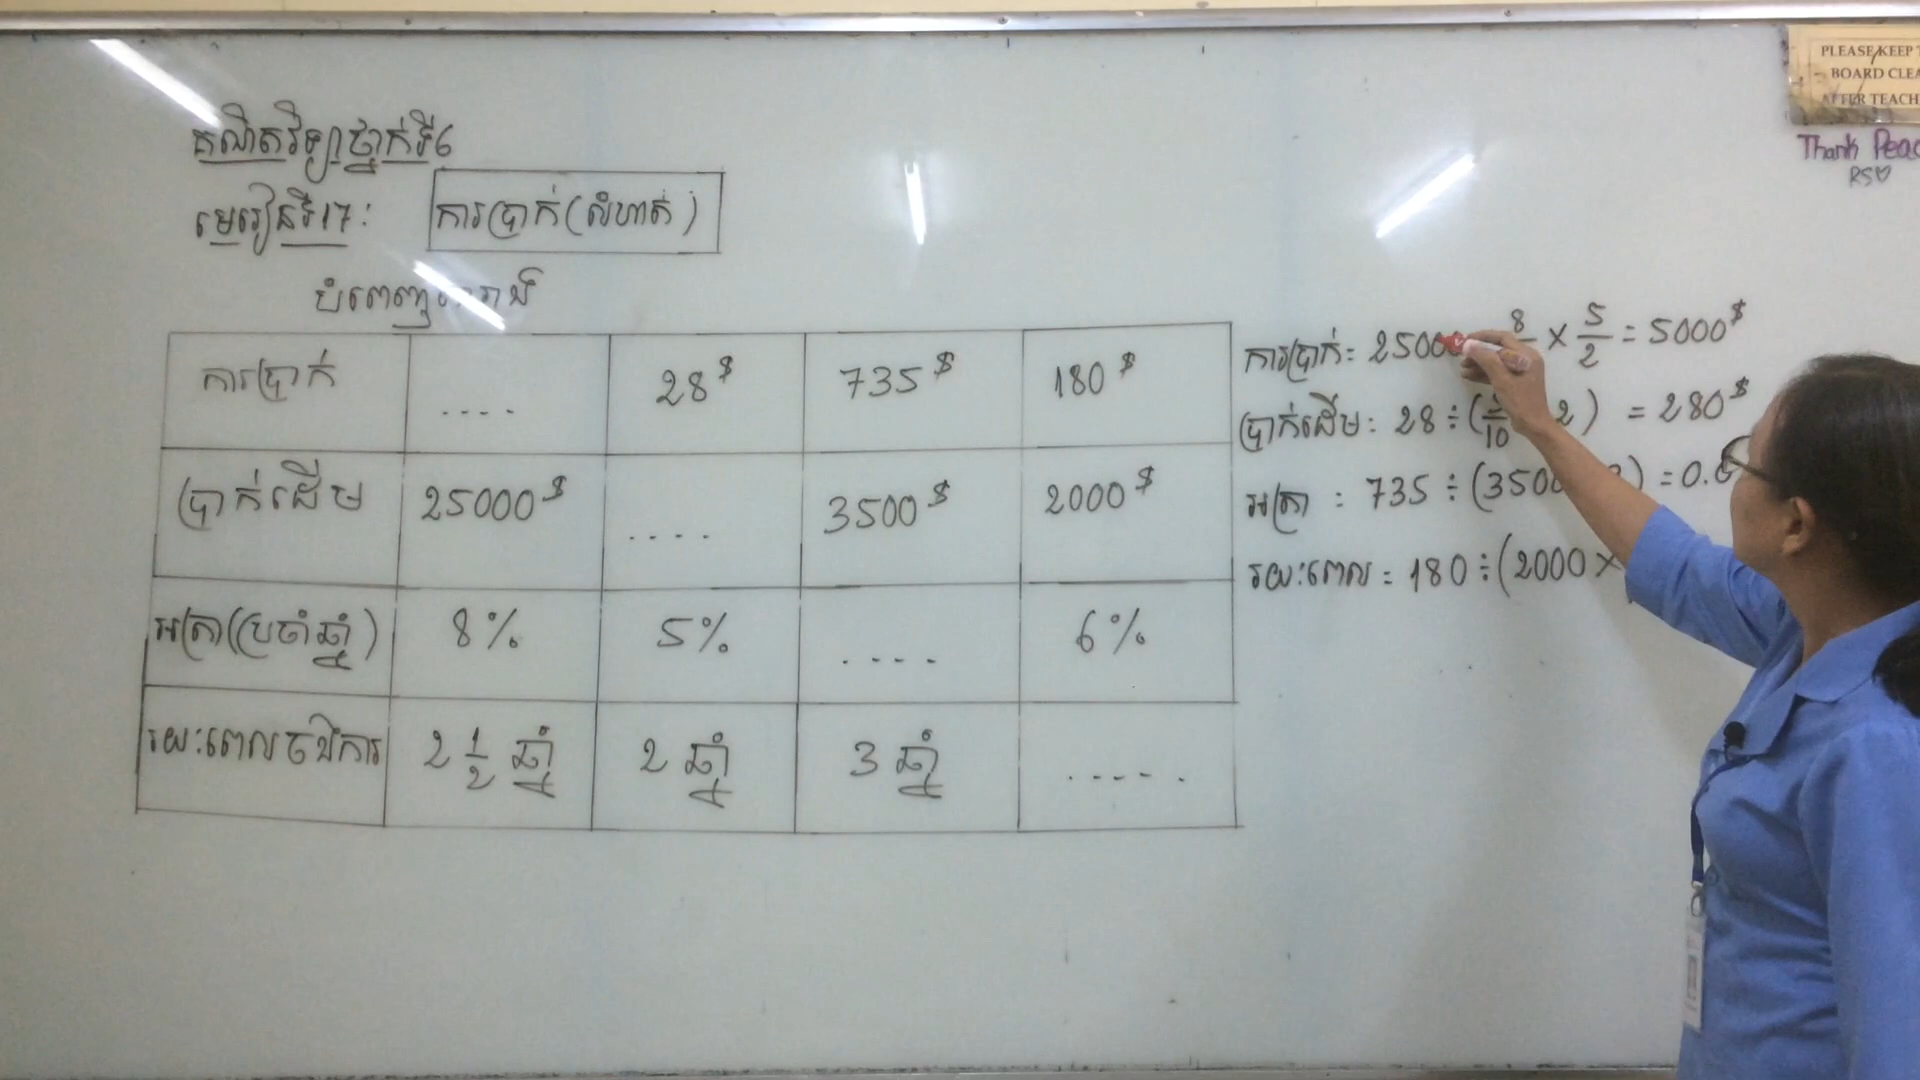 គណិតវិទ្យាថ្នាក់ទី6
មេរៀនទី17: ការប្រាក់(លំហាត់)
បំពេញតារាង
ការប្រាក់ .... 28$ 735$ 180$
ប្រាក់ដើម 25000$ .... 3500$ 2000$
អត្រា(ប្រចាំឆ្នាំ) 8% 5% .... 6%
រយ:ពេលចងការ 2 1/2 ឆ្នាំ 2 ឆ្នាំ 3 ឆ្នាំ .....
ការប្រាក់: 2500 8 × 5/2 = 5000$
ប្រាក់ដើម: 28 ÷ ( /10 2) = 280$
អត្រា : 735 ÷ (350 ) = 0.
រយ:ពេល = 180 ÷ (2000 ×
PLEASE KEEP
BOARD CLEA
AFTER TEACH
Thank Peac
RS♡